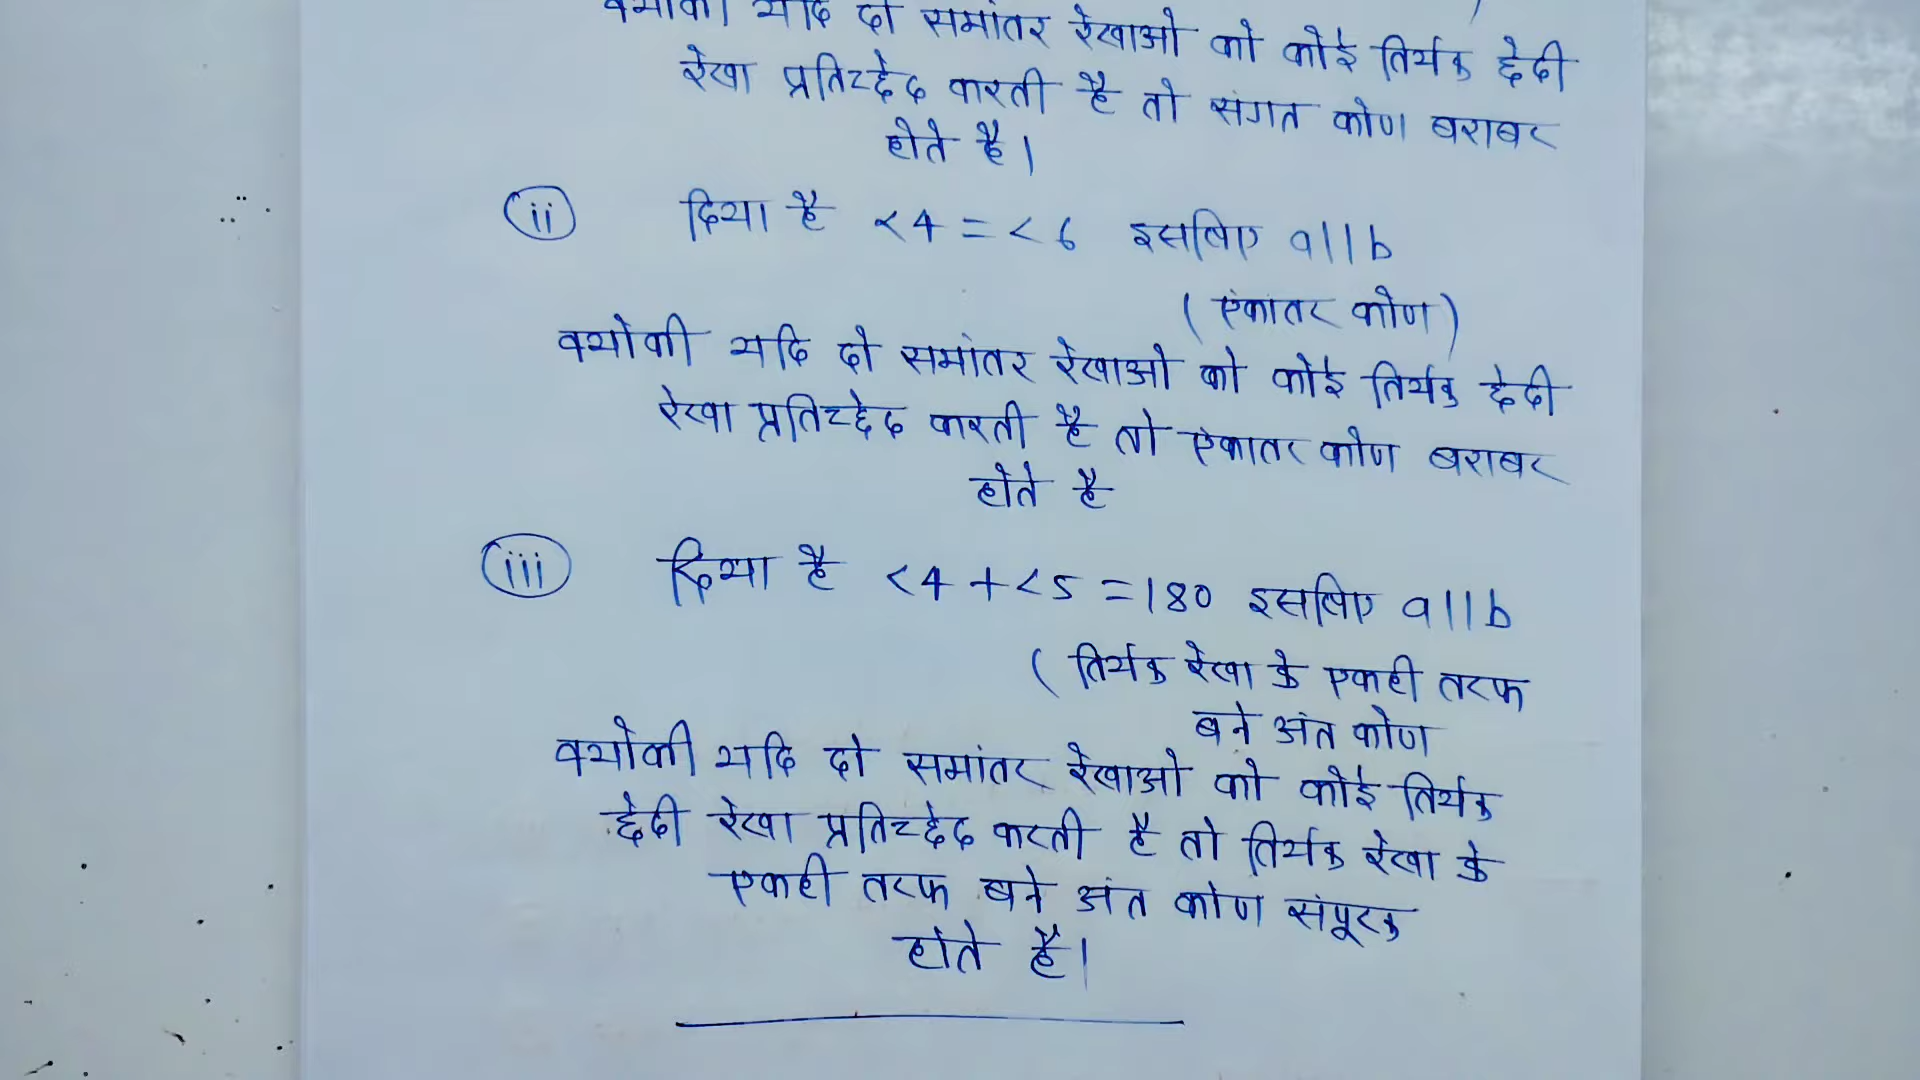 क्योकी यदि दो समांतर रेखाओ को कोई तिर्यक छेदी
रेखा प्रतिच्छेद करती है तो संगत कोण बराबर
होते है।
(ii) दिया है <4 = <6 इसलिए a||b
(एंकातर कोण)
क्योकी यदि दो समांतर रेखाओ को कोई तिर्यक छेदी
रेखा प्रतिच्छेद करती है तो एंकातर कोण बराबर
होते है
(iii) दिया है <4 + <5 = 180 इसलिए a||b
(तिर्यक रेखा के एकही तरफ
बने अंत कोण
क्योकी यदि दो समांतर रेखाओ को कोई तिर्यक
छेदी रेखा प्रतिच्छेद करती है तो तिर्यक रेखा के
एकही तरफ बने अंत कोण संपूरक
होते है।